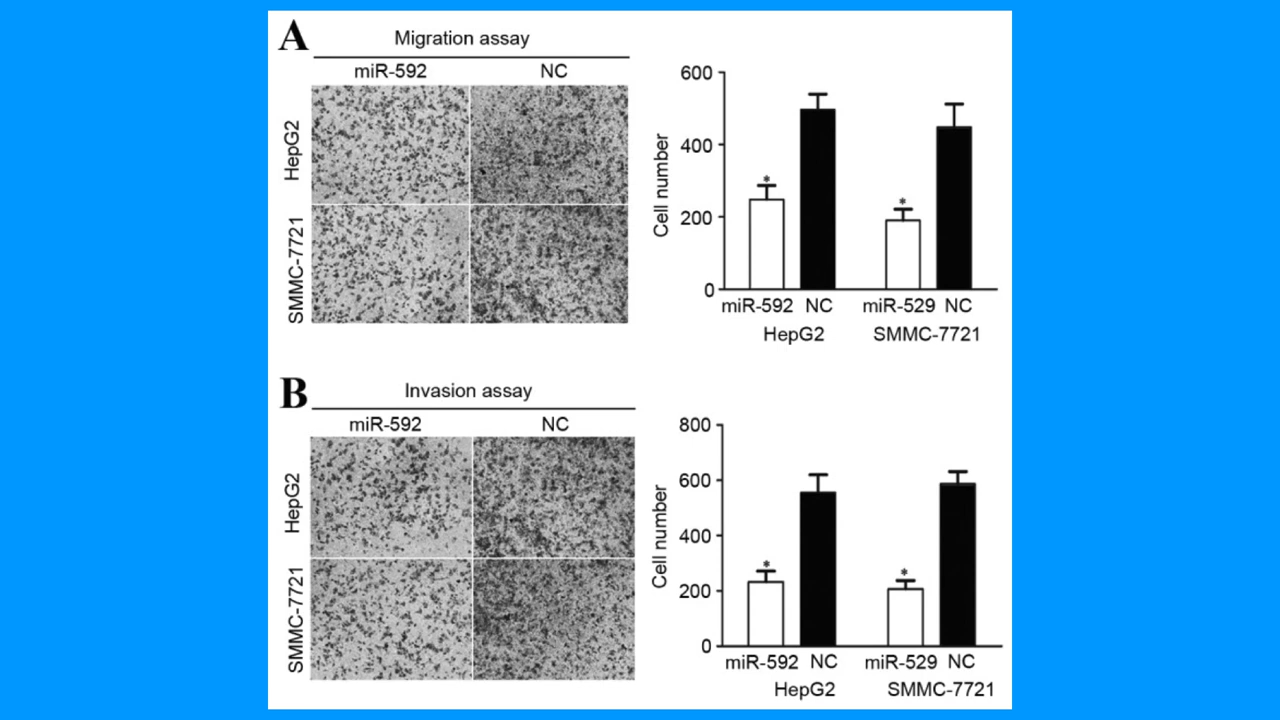 A
Migration assay
miR-592 NC
HepG2
SMMC-7721
Cell number
600
400
200
0
*
*
miR-592 NC miR-529 NC
HepG2 SMMC-7721
B
Invasion assay
miR-592 NC
HepG2
SMMC-7721
Cell number
800
600
400
200
0
*
*
miR-592 NC miR-529 NC
HepG2 SMMC-7721